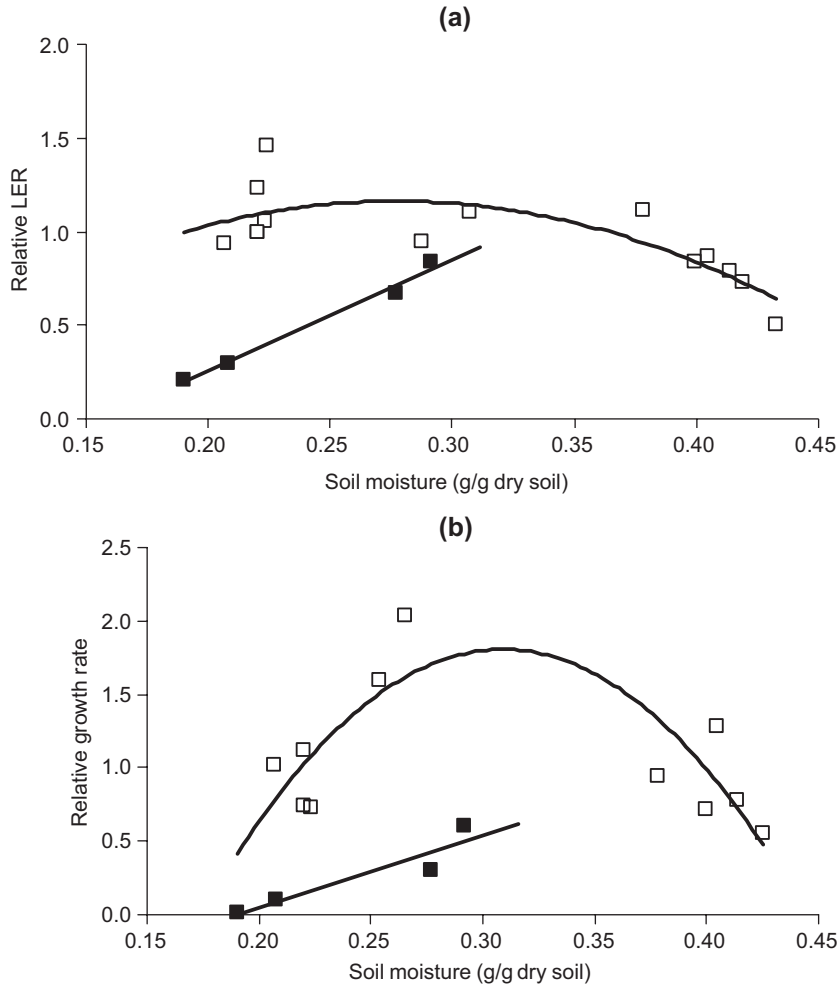 (a)
2.0
1.5
1.0
0.5
0.0
Relative LER
0.15 0.20 0.25 0.30 0.35 0.40 0.45
Soil moisture (g/g dry soil)
(b)
2.5
2.0
1.5
1.0
0.5
0.0
Relative growth rate
0.15 0.20 0.25 0.30 0.35 0.40 0.45
Soil moisture (g/g dry soil)